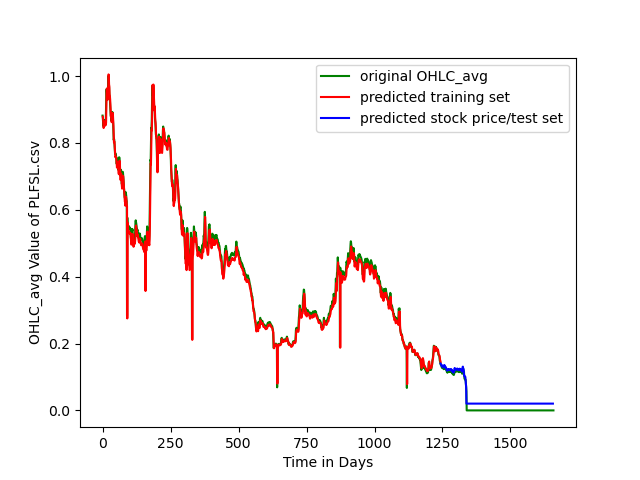 original OHLC_avg
predicted training set
predicted stock price/test set
OHLC_avg Value of PLFSL.csv
1.0
0.8
0.6
0.4
0.2
0.0
0 250 500 750 1000 1250 1500
Time in Days